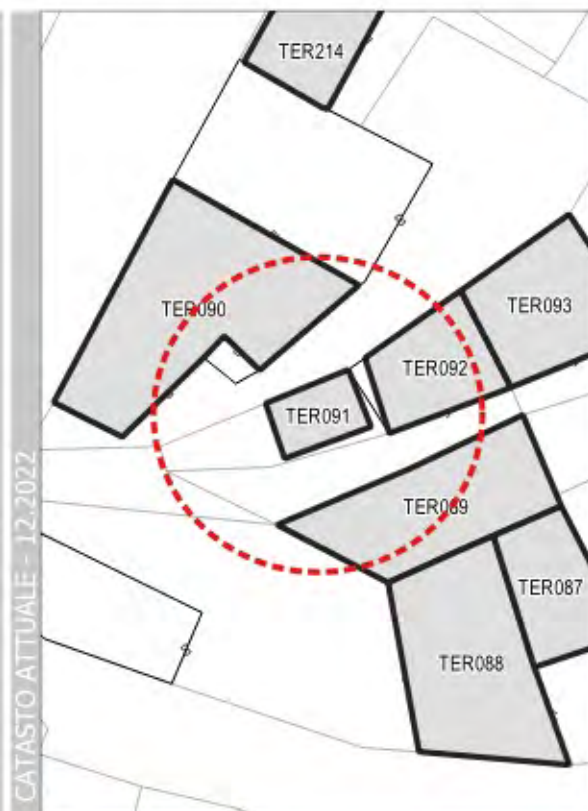 TER214
TER090
TER093
TER092
TER091
TER089
TER087
TER088
CATASTO ATTUALE - 12.2022